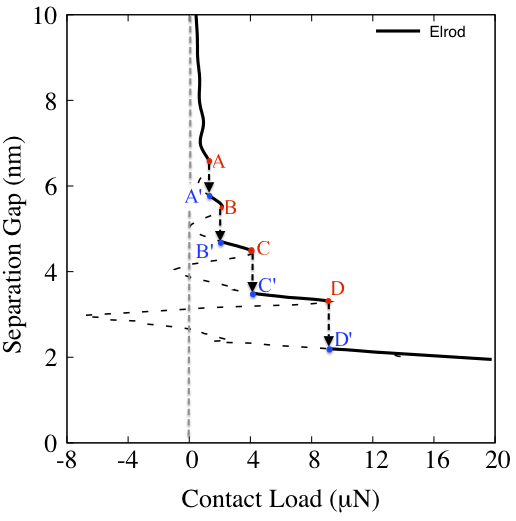 10
Elrod
8
A
6
A'
B
B'
C
4
C'
D
D'
2
0
-8 -4 0 4 8 12 16 20
Separation Gap (nm)
Contact Load (μN)